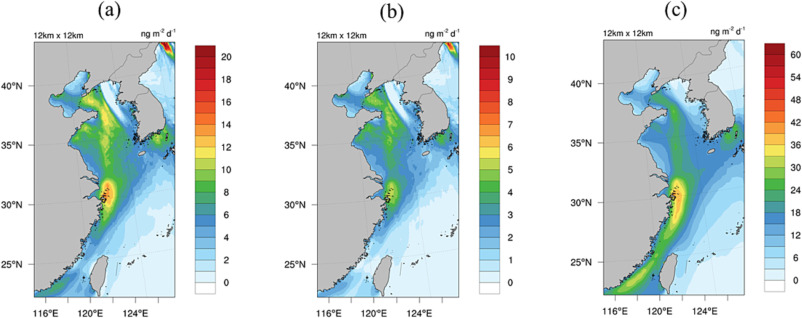 (a)
12km x 12km ng m⁻² d⁻¹
40°N
35°N
30°N
25°N
116°E 120°E 124°E
20
18
16
14
12
10
8
6
4
2
0
(b)
12km x 12km ng m⁻² d⁻¹
40°N
35°N
30°N
25°N
116°E 120°E 124°E
10
9
8
7
6
5
4
3
2
1
0
(c)
12km x 12km ng m⁻² d⁻¹
40°N
35°N
30°N
25°N
116°E 120°E 124°E
60
54
48
42
36
30
24
18
12
6
0